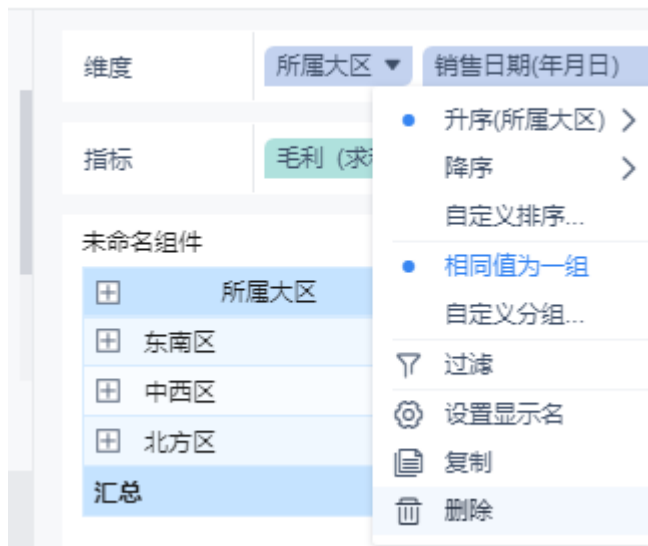 维度
所属大区
销售日期(年月日)
升序(所属大区)
指标
毛利 (求
降序
自定义排序...
未命名组件
相同值为一组
所属大区
自定义分组...
东南区
过滤
中西区
设置显示名
北方区
复制
汇总
删除